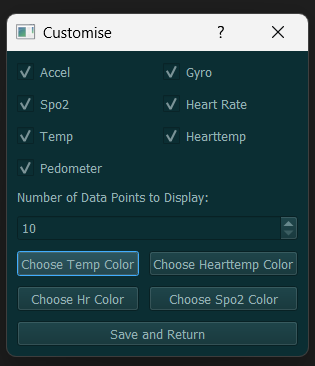 Customise ?
Accel Gyro
Spo2 Heart Rate
Temp Hearttemp
Pedometer
Number of Data Points to Display:
10
Choose Temp Color Choose Hearttemp Color
Choose Hr Color Choose Spo2 Color
Save and Return